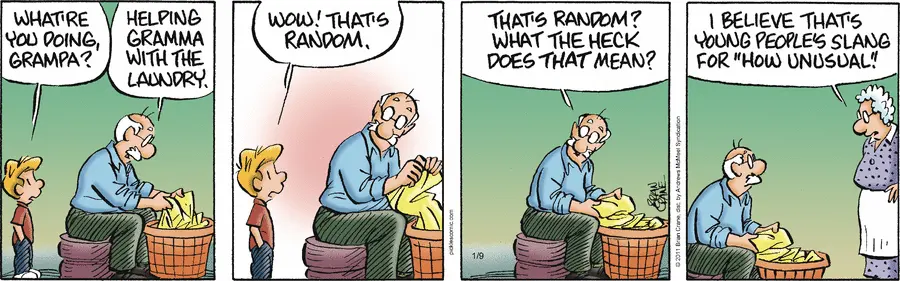 WHAT'RE
YOU DOING,
GRAMPA?
HELPING
GRAMMA
WITH THE
LAUNDRY.
WOW! THAT'S
RANDOM.
picklescomic.com
THAT'S RANDOM?
WHAT THE HECK
DOES THAT MEAN?
1/9
BRIAN
CRANE
© 2011 Brian Crane, dist. by Andrews McMeel Syndication
I BELIEVE THAT'S
YOUNG PEOPLE'S SLANG
FOR "HOW UNUSUAL."